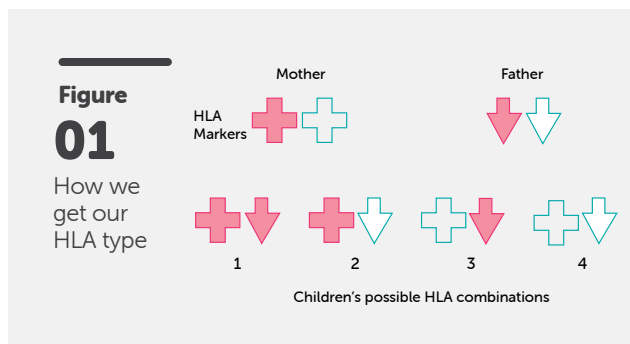 Figure
01
How we
get our
HLA type
Mother
Father
HLA
Markers
1
2
3
4
Children’s possible HLA combinations